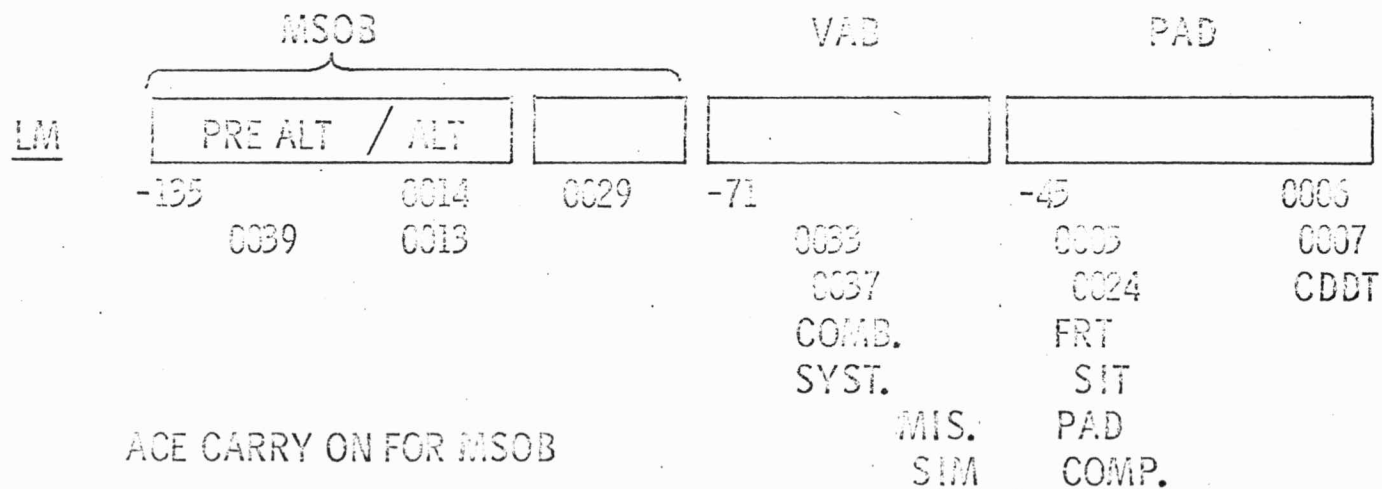 MSOB VAB PAD
LM PRE ALT / ALT
-135 0014 0029 -71 -45 0006
0039 0013 0033 0005 0007
0037 0024 CDDT
COMB. FRT
SYST. SIT
MIS. PAD
ACE CARRY ON FOR MSOB SIM COMP.